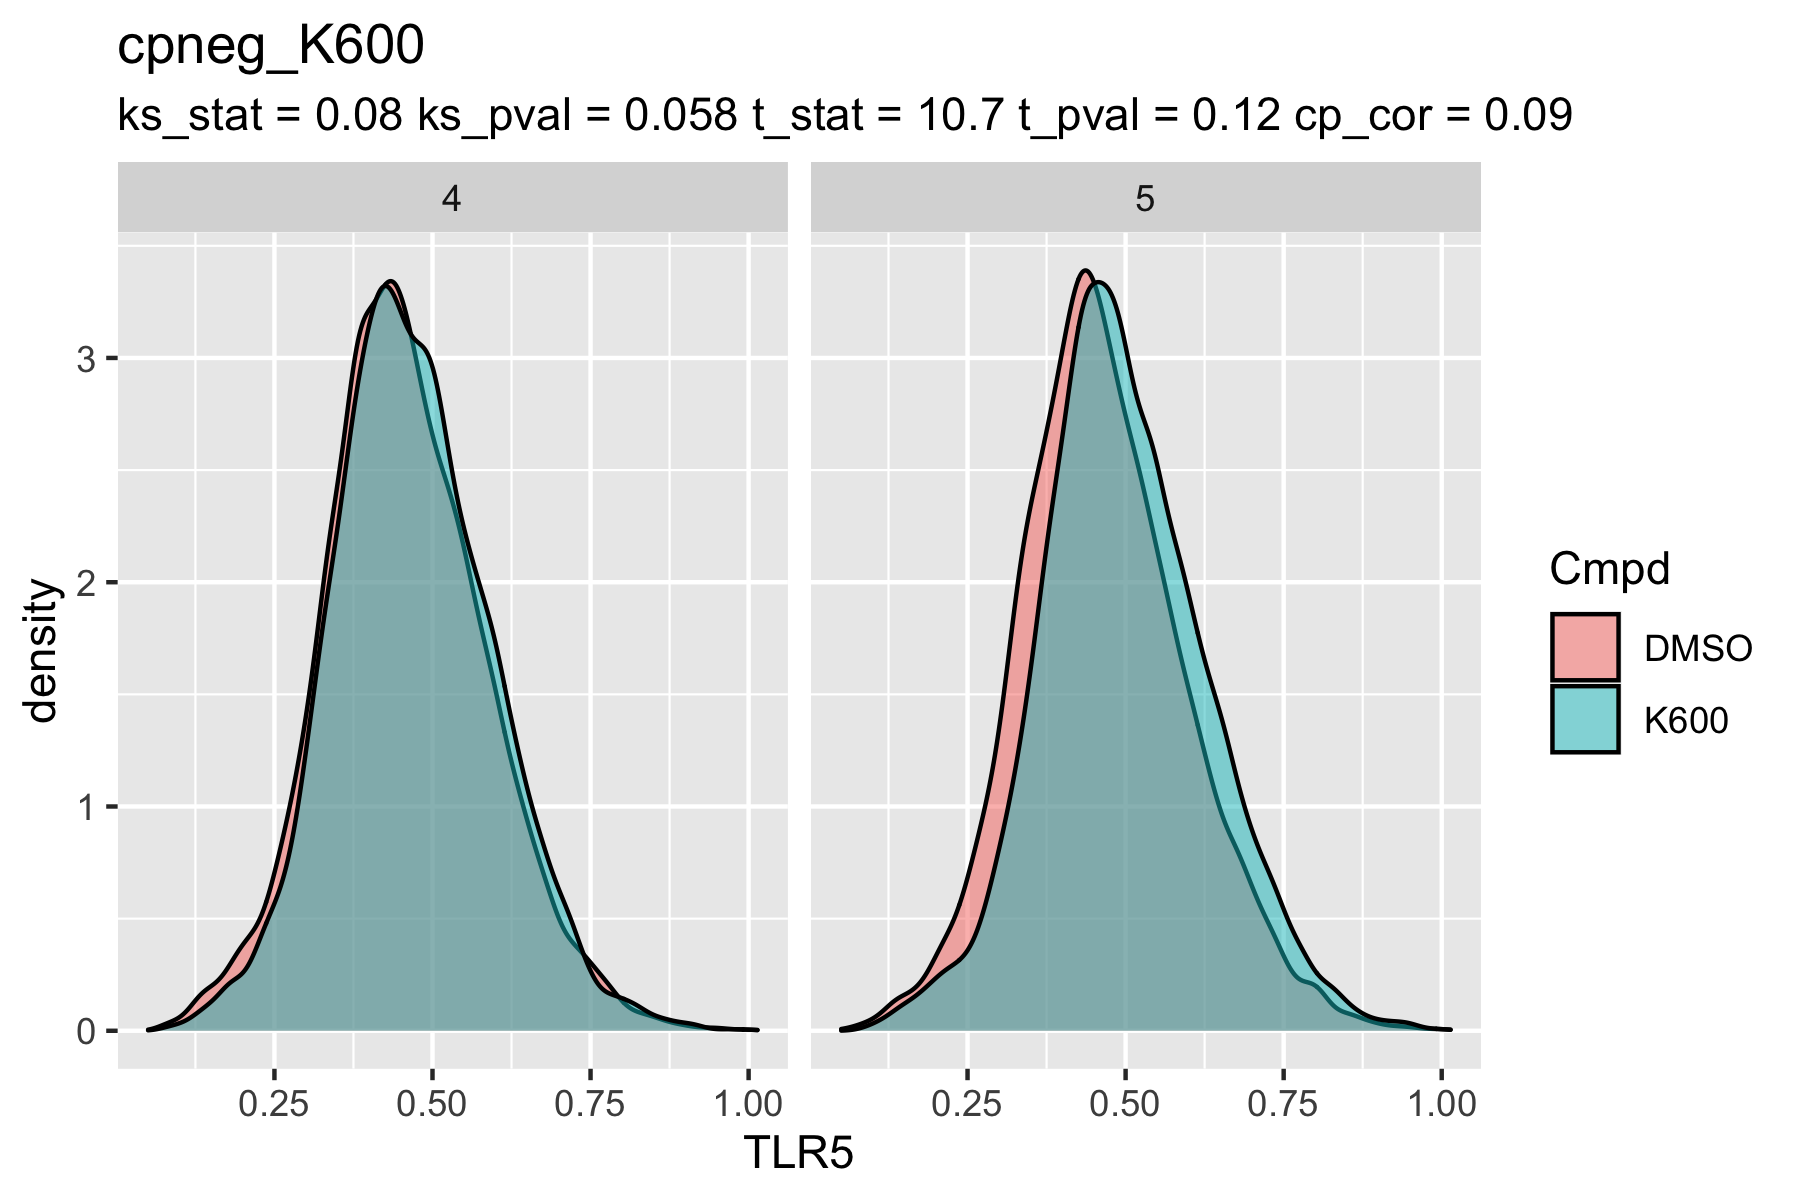 cpneg_K600
ks_stat = 0.08 ks_pval = 0.058 t_stat = 10.7 t_pval = 0.12 cp_cor = 0.09
4 5
density
3
2
1
0
0.25 0.50 0.75 1.00 0.25 0.50 0.75 1.00
TLR5
Cmpd
DMSO
K600